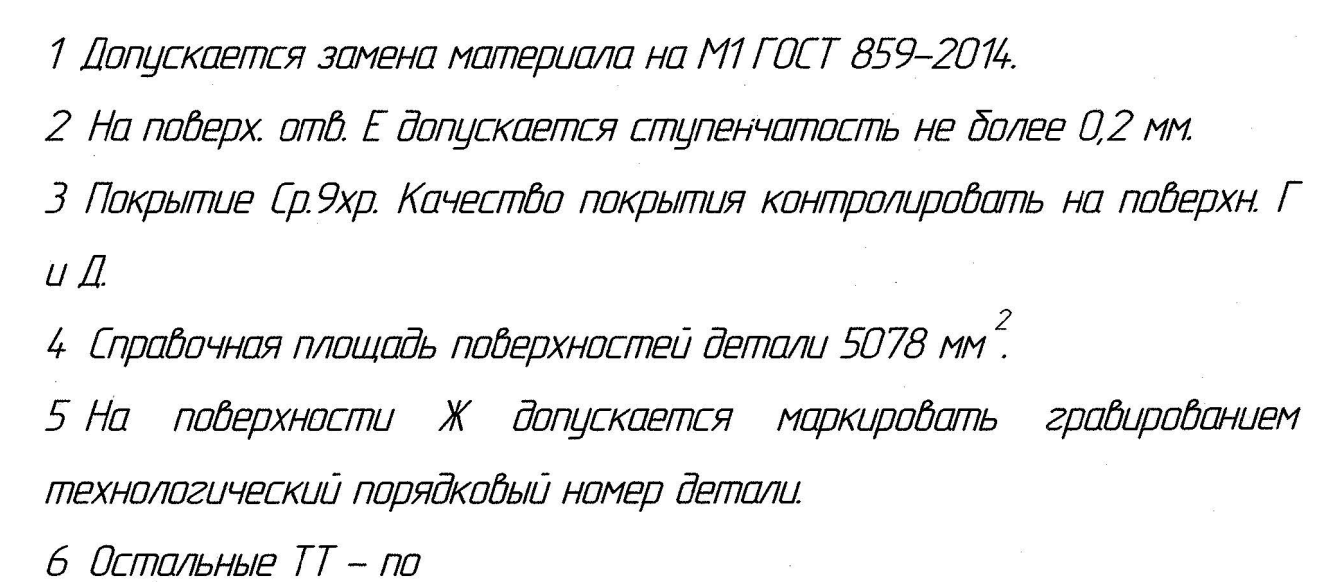 1 Допускается замена материала на М1 ГОСТ 859-2014.
2 На поверх. отв. Е допускается ступенчатость не более 0,2 мм.
3 Покрытие Ср.9хр. Качество покрытия контролировать на поверхн. Г
и Д.
4 Справочная площадь поверхностей детали 5078 мм².
5 На поверхности Ж допускается маркировать гравированием
технологический порядковый номер детали.
6 Остальные ТТ – по